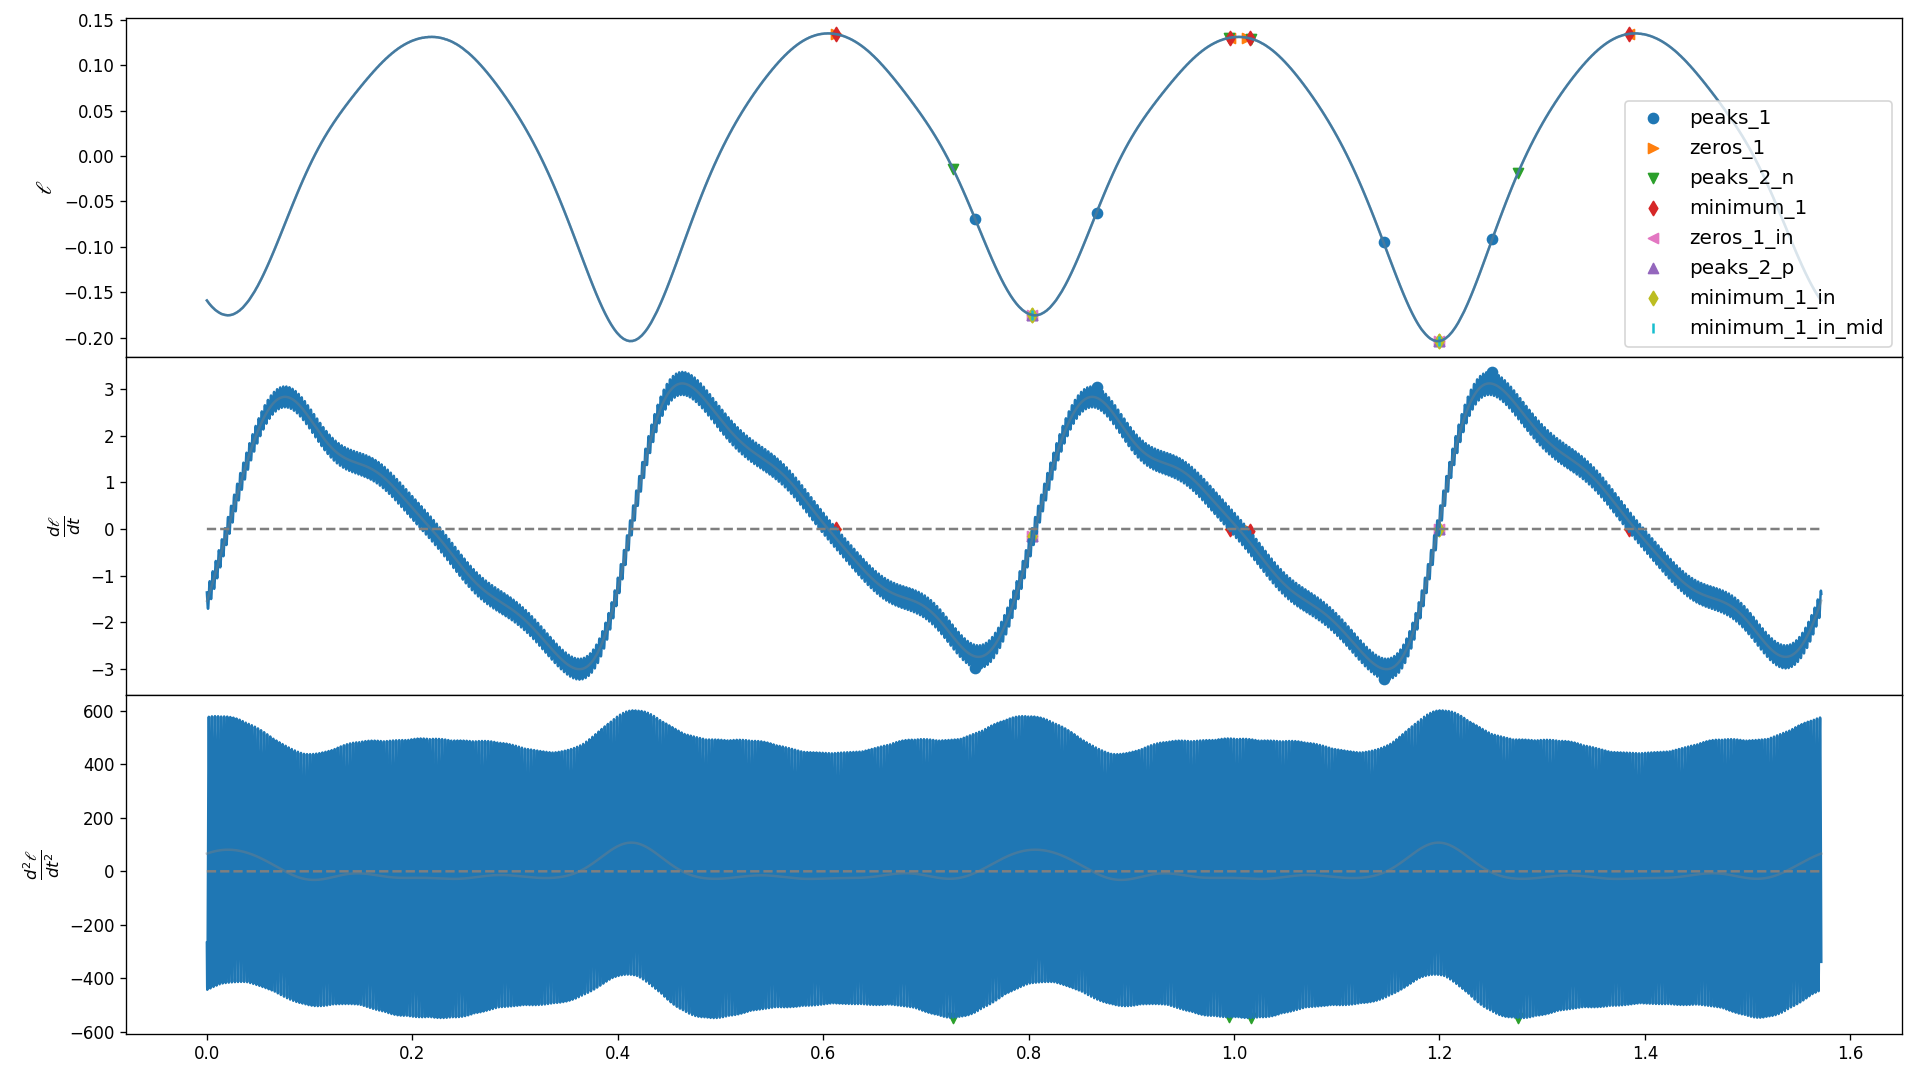 0.15
0.10
0.05
0.00
−0.05
−0.10
−0.15
−0.20
ℓ
peaks_1
zeros_1
peaks_2_n
minimum_1
zeros_1_in
peaks_2_p
minimum_1_in
minimum_1_in_mid
3
2
1
0
−1
−2
−3
dℓ
dt
600
400
200
0
−200
−400
−600
d²ℓ
dt²
0.0 0.2 0.4 0.6 0.8 1.0 1.2 1.4 1.6